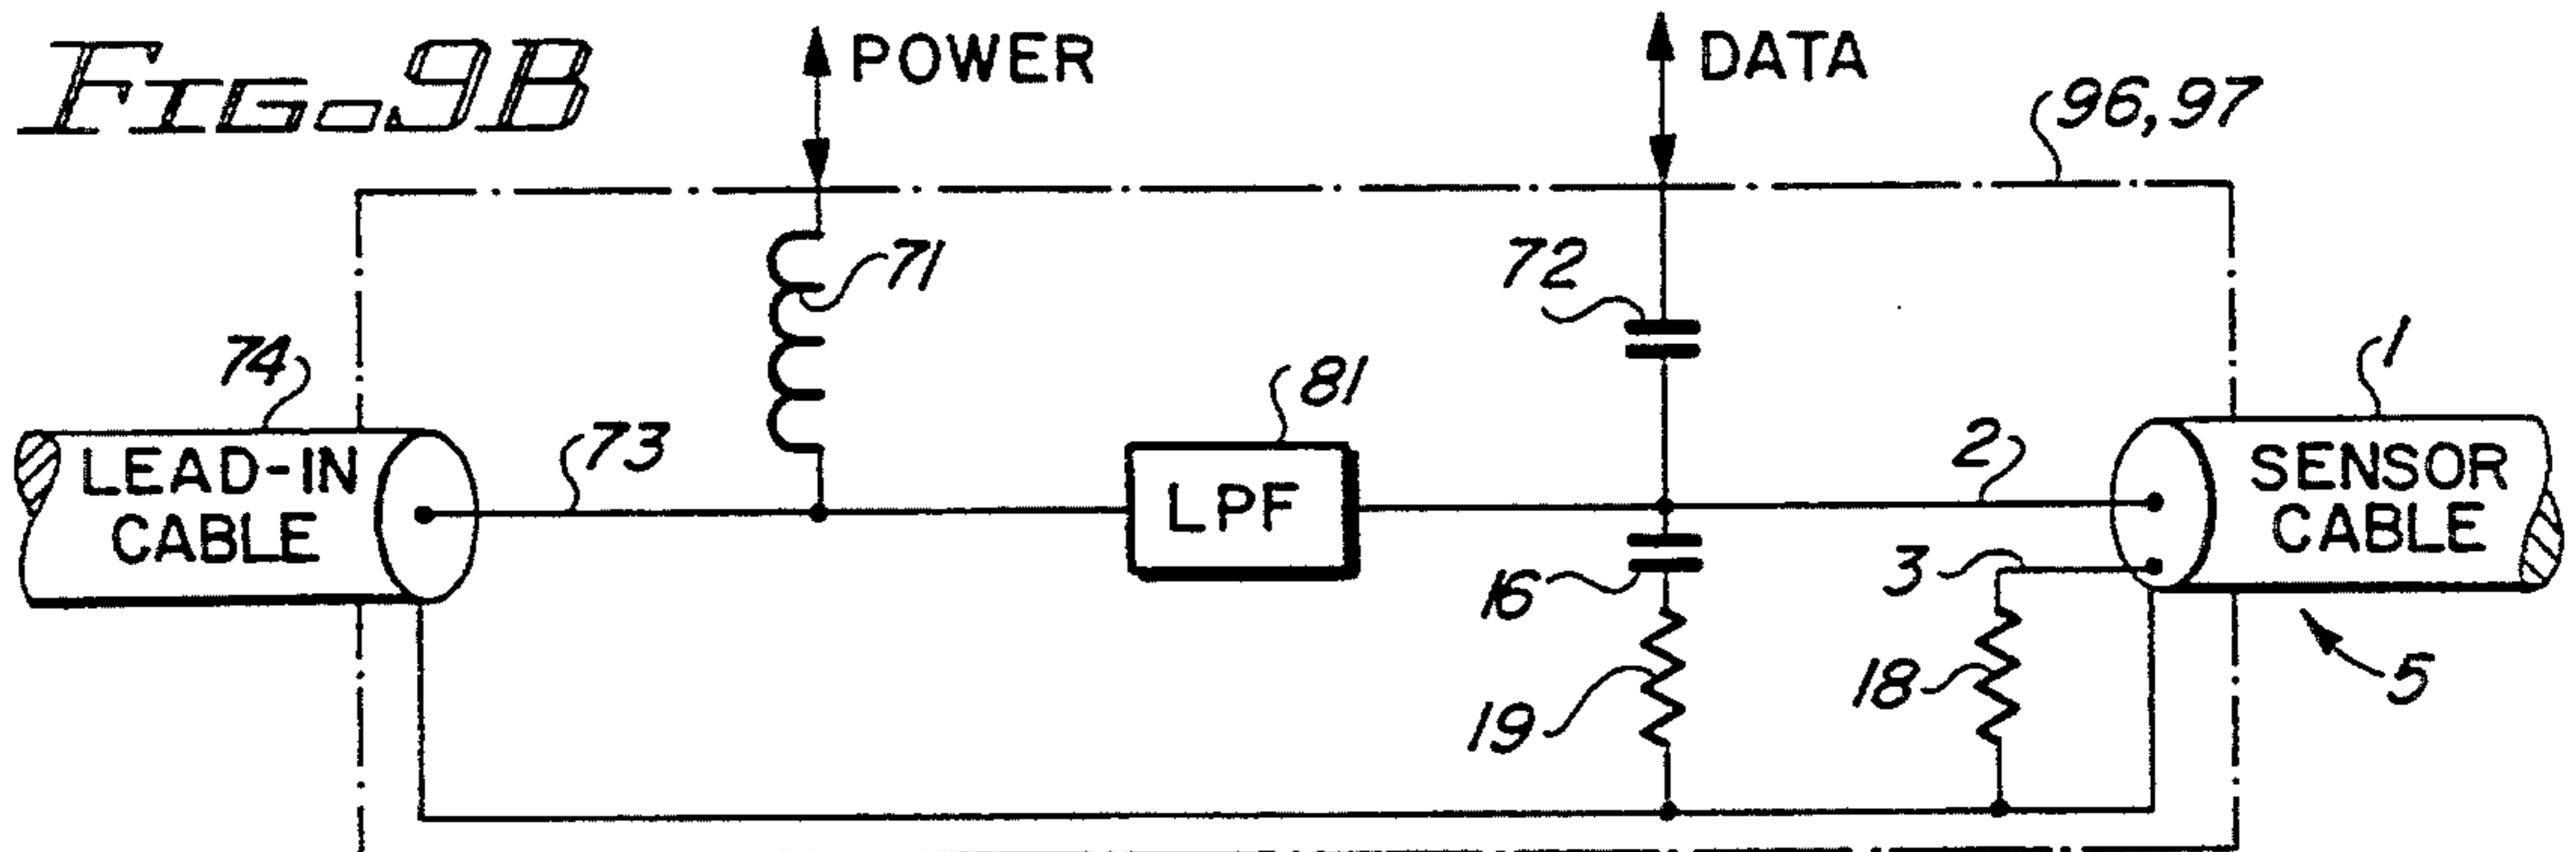 FIG. 9B
POWER
DATA
96, 97
71
72
74
73
81
2
1
LEAD-IN
CABLE
LPF
SENSOR
CABLE
3
16
19
18
5